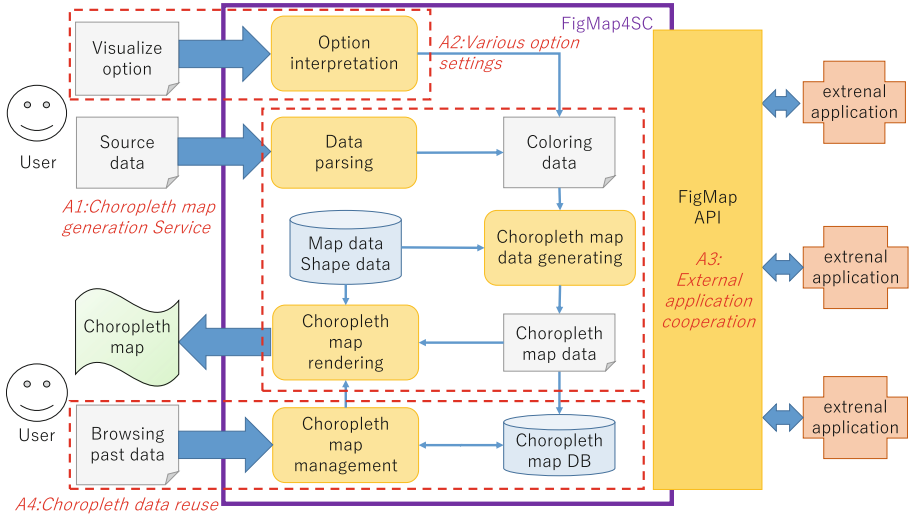 FigMap4SC
Visualize
option
Option
interpretation
A2:Various option
settings
extrenal
application
User
Source
data
Data
parsing
Coloring
data
A1:Choropleth map
generation Service
FigMap
API
A3:
External
application
cooperation
Map data
Shape data
Choropleth map
data generating
extrenal
application
Choropleth
map
Choropleth
map
rendering
Choropleth
map data
User
Browsing
past data
Choropleth
map
management
Choropleth
map DB
extrenal
application
A4:Choropleth data reuse